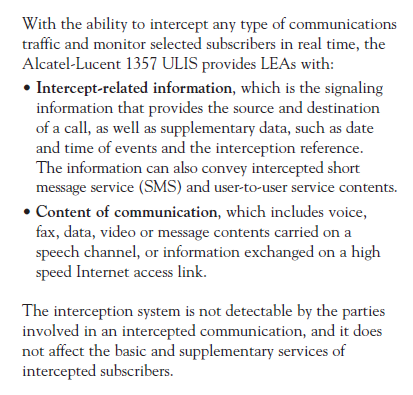 With the ability to intercept any type of communications
traffic and monitor selected subscribers in real time, the
Alcatel-Lucent 1357 ULIS provides LEAs with:
• Intercept-related information, which is the signaling
information that provides the source and destination
of a call, as well as supplementary data, such as date
and time of events and the interception reference.
The information can also convey intercepted short
message service (SMS) and user-to-user service contents.
• Content of communication, which includes voice,
fax, data, video or message contents carried on a
speech channel, or information exchanged on a high
speed Internet access link.
The interception system is not detectable by the parties
involved in an intercepted communication, and it does
not affect the basic and supplementary services of
intercepted subscribers.